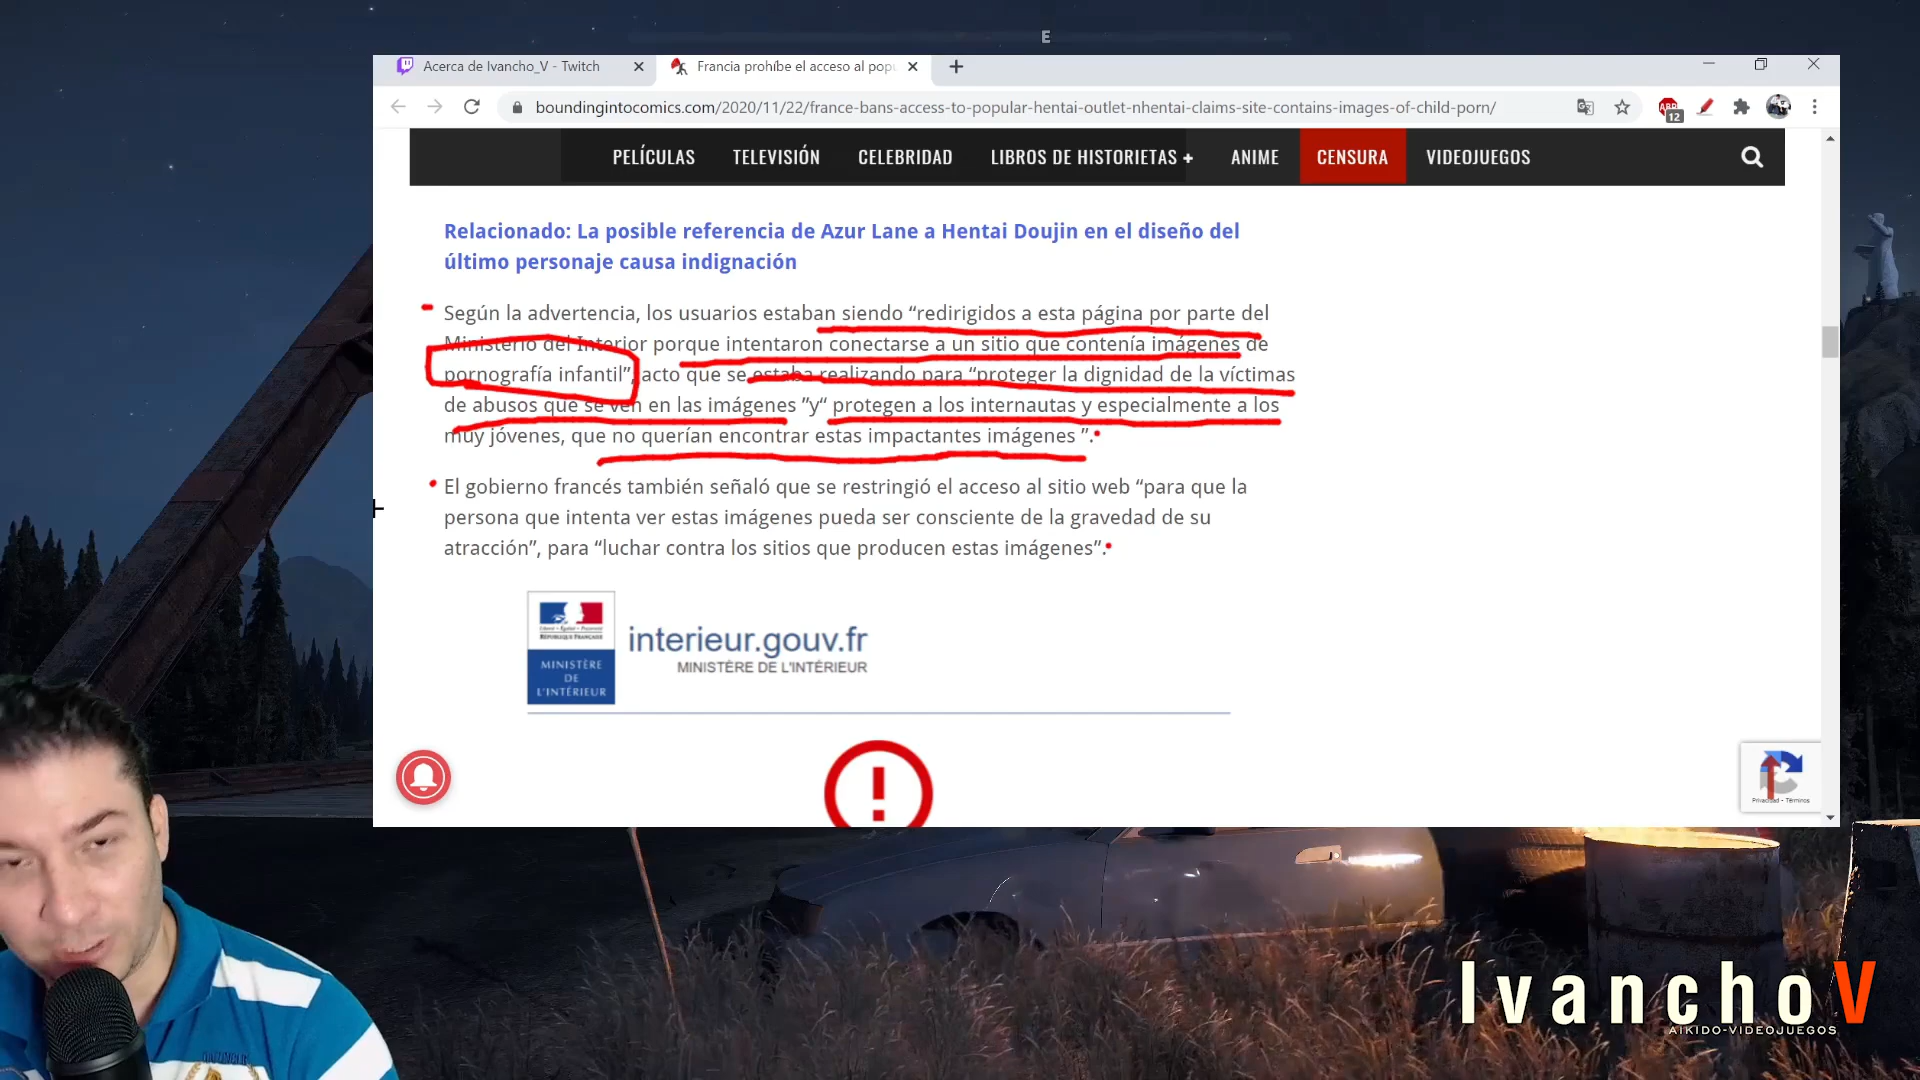 E
Acerca de Ivancho_V - Twitch
Francia prohíbe el acceso al popu
boundingintocomics.com/2020/11/22/france-bans-access-to-popular-hentai-outlet-nhentai-claims-site-contains-images-of-child-porn/
ABP
12
PELÍCULAS TELEVISIÓN CELEBRIDAD LIBROS DE HISTORIETAS + ANIME CENSURA VIDEOJUEGOS
Relacionado: La posible referencia de Azur Lane a Hentai Doujin en el diseño del
último personaje causa indignación
Según la advertencia, los usuarios estaban siendo “redirigidos a esta página por parte del
Ministerio del Interior porque intentaron conectarse a un sitio que contenía imágenes de
pornografía infantil”, acto que se estaba realizando para “proteger la dignidad de la víctimas
de abusos que se ven en las imágenes ”y“ protegen a los internautas y especialmente a los
muy jóvenes, que no querían encontrar estas impactantes imágenes ”.
El gobierno francés también señaló que se restringió el acceso al sitio web “para que la
persona que intenta ver estas imágenes pueda ser consciente de la gravedad de su
atracción”, para “luchar contra los sitios que producen estas imágenes”.
RÉPUBLIQUE FRANÇAISE
MINISTÈRE
DE
L'INTÉRIEUR
interieur.gouv.fr
MINISTÈRE DE L'INTÉRIEUR
!
Privacidad - Términos
IvanchoV
AIKIDO-VIDEOJUEGOS